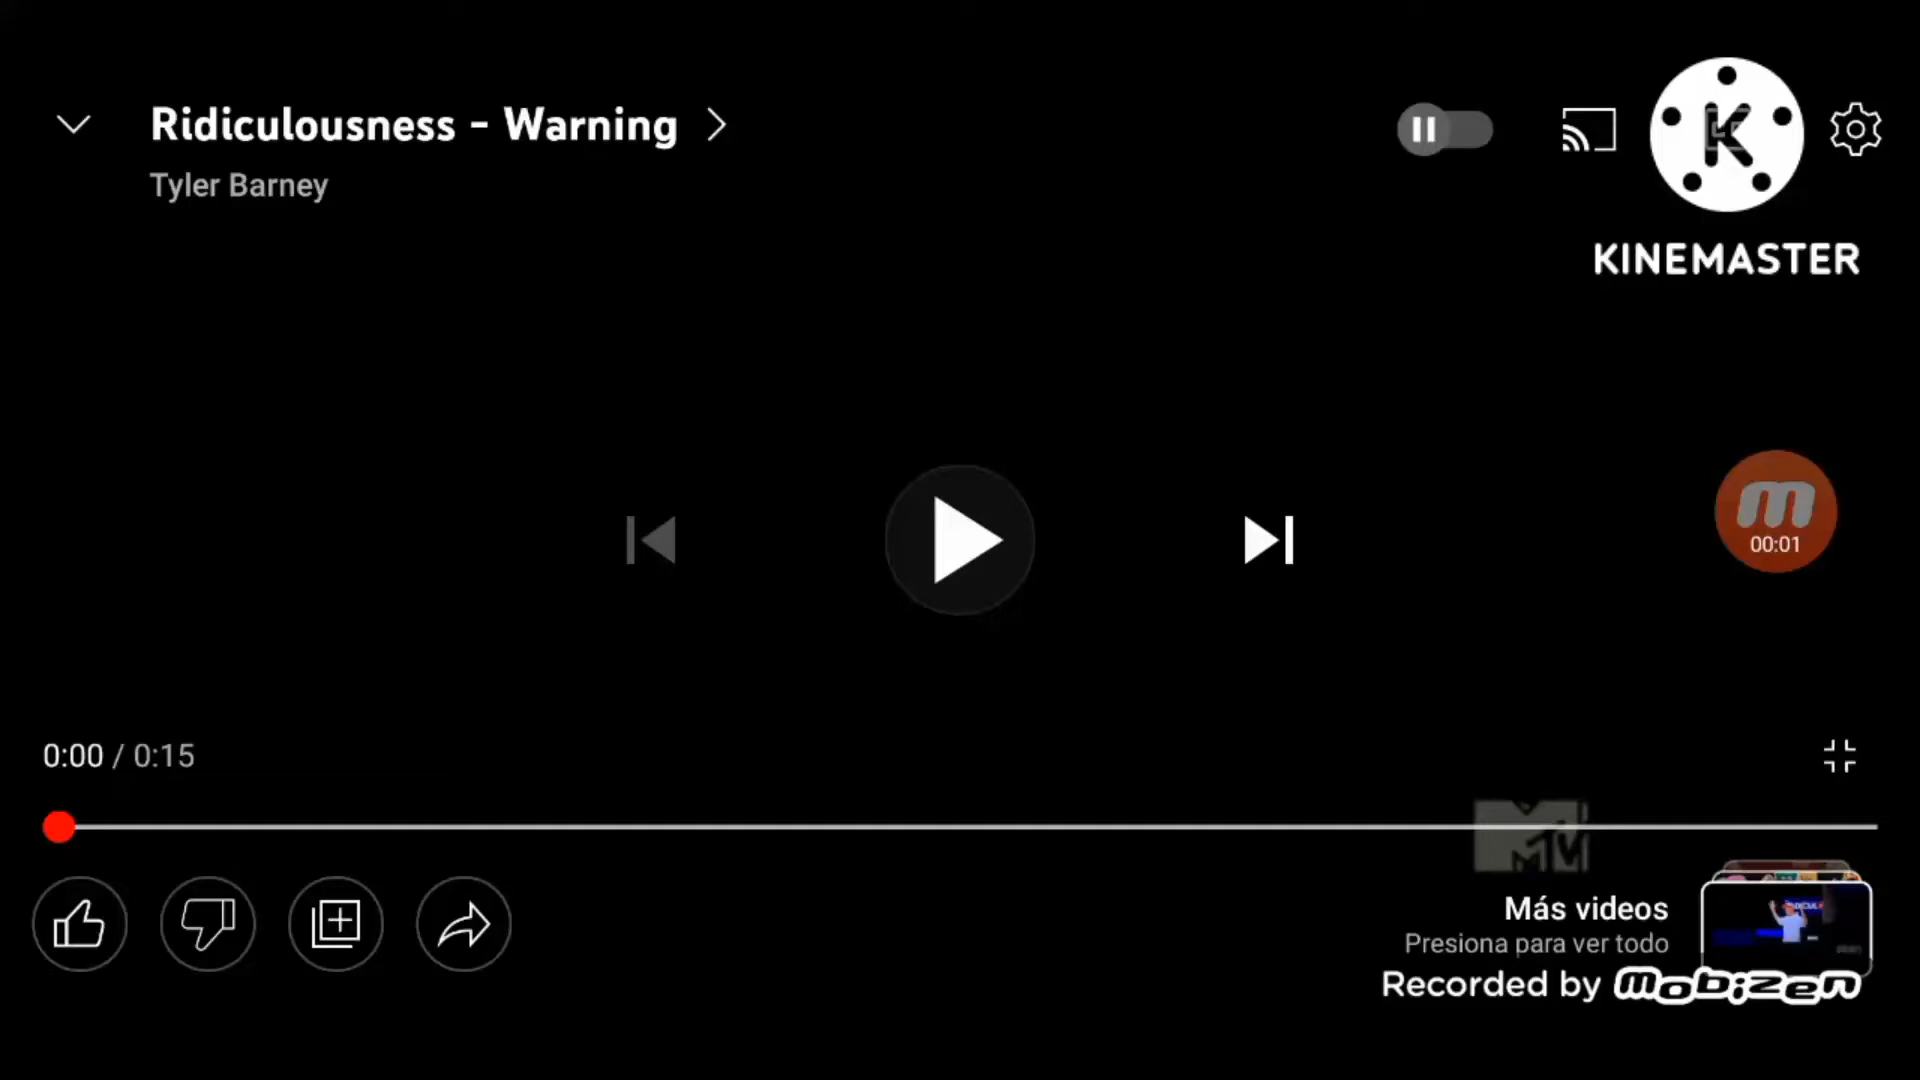 Ridiculousness - Warning
Tyler Barney
K
KINEMASTER
m
00:01
0:00 / 0:15
MTV
Más videos
Presiona para ver todo
Recorded by mobizen